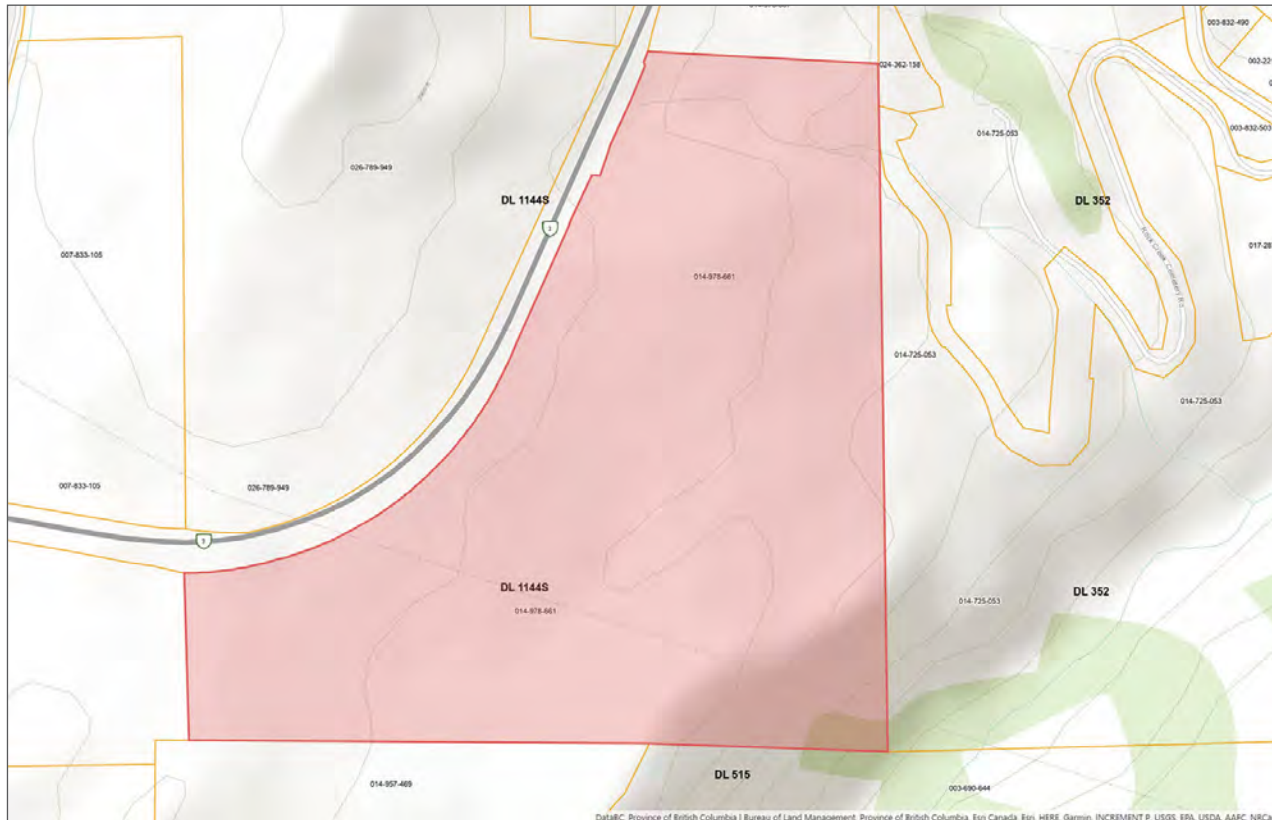 003-832-490
024-362-158
014-725-053
003-832-503
026-789-949
DL 1144S
DL 352
3
007-833-105
014-978-661
014-725-053
014-725-053
007-833-105
026-789-949
3
DL 1144S
014-978-661
014-725-053
DL 352
DL 515
014-957-469
003-690-644
DataBC, Province of British Columbia | Bureau of Land Management, Province of British Columbia, Esri Canada, Esri, HERE, Garmin, INCREMENT P, USGS, EPA, USDA, AAFC, NRCa